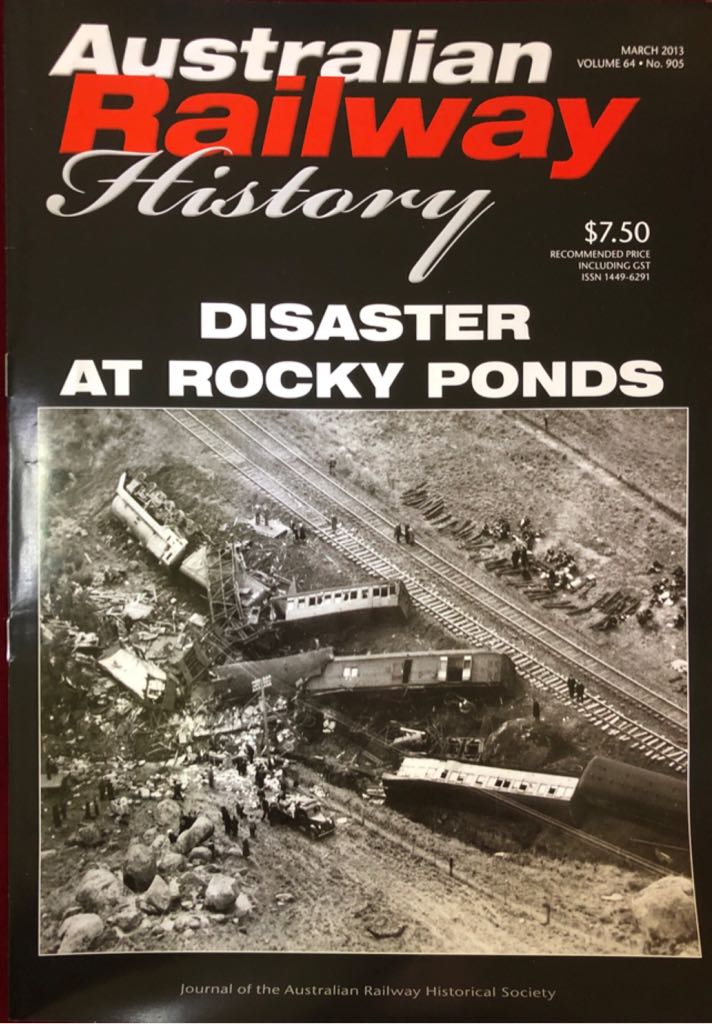 Australian
Railway
History
MARCH 2013
VOLUME 64 • No. 905
$7.50
RECOMMENDED PRICE
INCLUDING GST
ISSN 1449-6291
DISASTER
AT ROCKY PONDS
Journal of the Australian Railway Historical Society